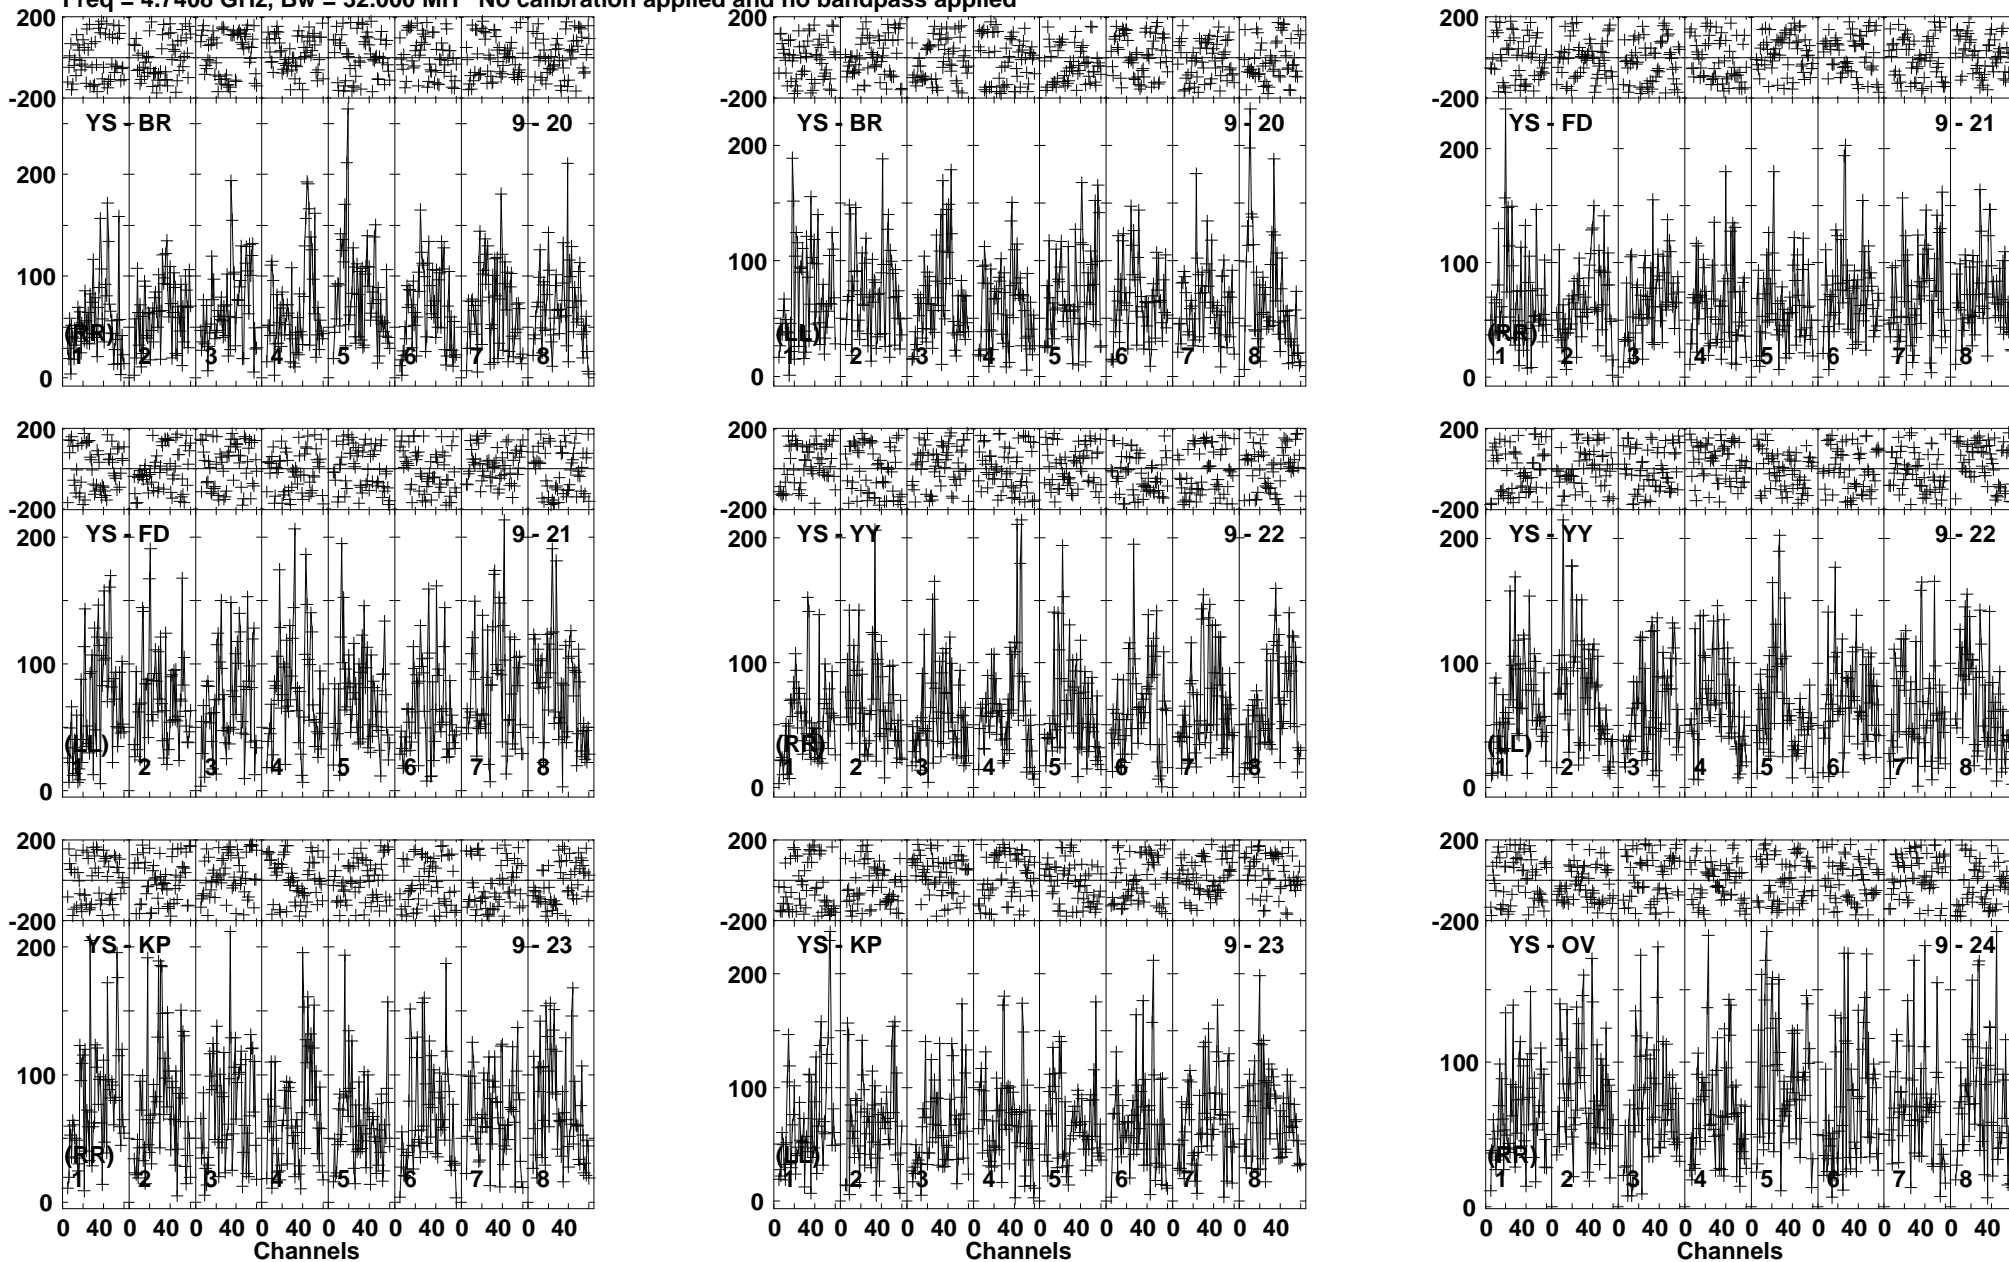 Freq = 4.7408 GHz, Bw = 32.000 MH No calibration applied and no bandpass applied
200 200 200
-200 -200 -200
YS - BR 9 - 20 YS - BR 9 - 20 YS - FD 9 - 21
200 200 200
100 100 100
(RR) (LL) (RR)
1 2 3 4 5 6 7 8 1 2 3 4 5 6 7 8 1 2 3 4 5 6 7 8
0 0 0
200 200 200
-200 -200 -200
YS - FD 9 - 21 YS - YY 9 - 22 YS - YY 9 - 22
200 200 200
100 100 100
(LL) (RR) (LL)
1 2 3 4 5 6 7 8 1 2 3 4 5 6 7 8 1 2 3 4 5 6 7 8
0 0 0
200 200 200
-200 -200 -200
YS - KP 9 - 23 YS - KP 9 - 23 YS - OV 9 - 24
200 200 200
100 100 100
(RR) (LL) (RR)
1 2 3 4 5 6 7 8 1 2 3 4 5 6 7 8 1 2 3 4 5 6 7 8
0 0 0
0 40 0 40 0 40 0 40 0 40 0 40 0 40 0 40 0 40 0 40 0 40 0 40 0 40 0 40 0 40 0 40 0 40 0 40 0 40 0 40 0 40 0 40 0 40 0 40
Channels Channels Channels